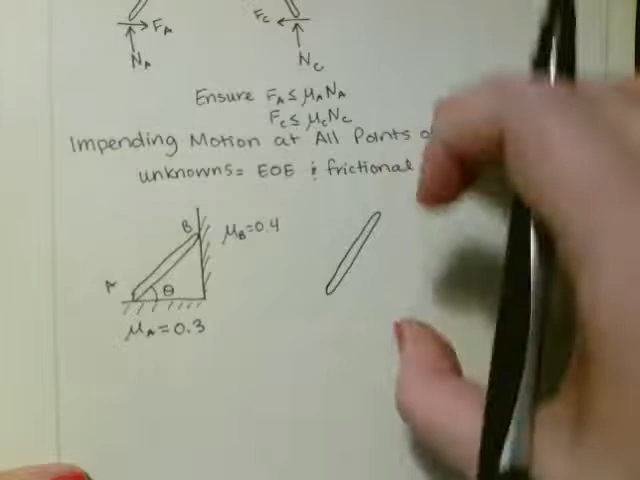 F_A F_C
N_A N_C
Ensure F_A ≤ μ_A N_A
F_C ≤ μ_C N_C
Impending Motion at All Points
unknowns = EOE & frictional
B μ_B = 0.4
A θ
μ_A = 0.3